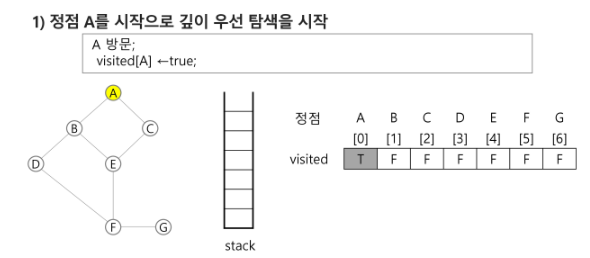 1) 정점 A를 시작으로 깊이 우선 탐색을 시작
A 방문;
visited[A] ←true;
A
B
C
D
E
F
G
stack
정점 A B C D E F G
[0] [1] [2] [3] [4] [5] [6]
visited T F F F F F F